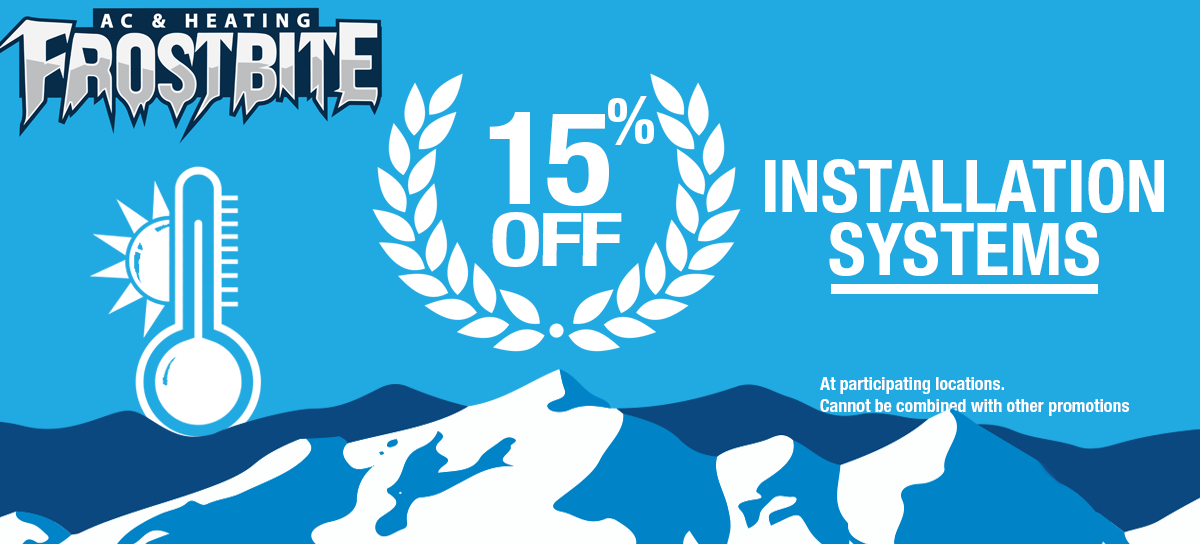 AC & HEATING
FROSTBITE
15%
OFF
INSTALLATION
SYSTEMS
At participating locations.
Cannot be combined with other promotions